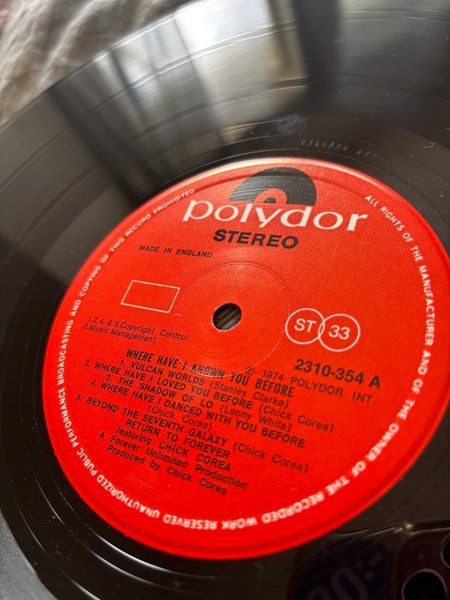 2310354 A
polydor
STEREO
MADE IN ENGLAND
ST 33
1,2,4, & 5.Copyright Control
3.Music Management
2310-354 A
℗ 1974 POLYDOR INT.
WHERE HAVE I KNOWN YOU BEFORE
1. VULCAN WORLDS (Stanley Clarke)
2. WHERE HAVE I LOVED YOU BEFORE (Chick Corea)
3. THE SHADOW OF LO (Lenny White)
4. WHERE HAVE I DANCED WITH YOU BEFORE
(Chick Corea)
5. BEYOND THE SEVENTH GALAXY (Chick Corea)
RETURN TO FOREVER
featuring CHICK COREA
A Forever Unlimited Production
Produced by Chick Corea
ALL RIGHTS OF THE MANUFACTURER AND OF THE OWNER OF THE RECORDED WORK RESERVED UNAUTHORIZED PUBLIC PERFORMANCE BROADCASTING AND COPYING OF THIS RECORD PROHIBITED